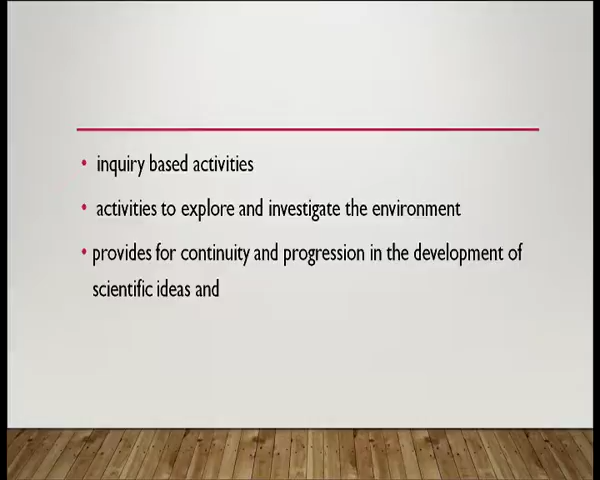 • inquiry based activities
• activities to explore and investigate the environment
• provides for continuity and progression in the development of
scientific ideas and